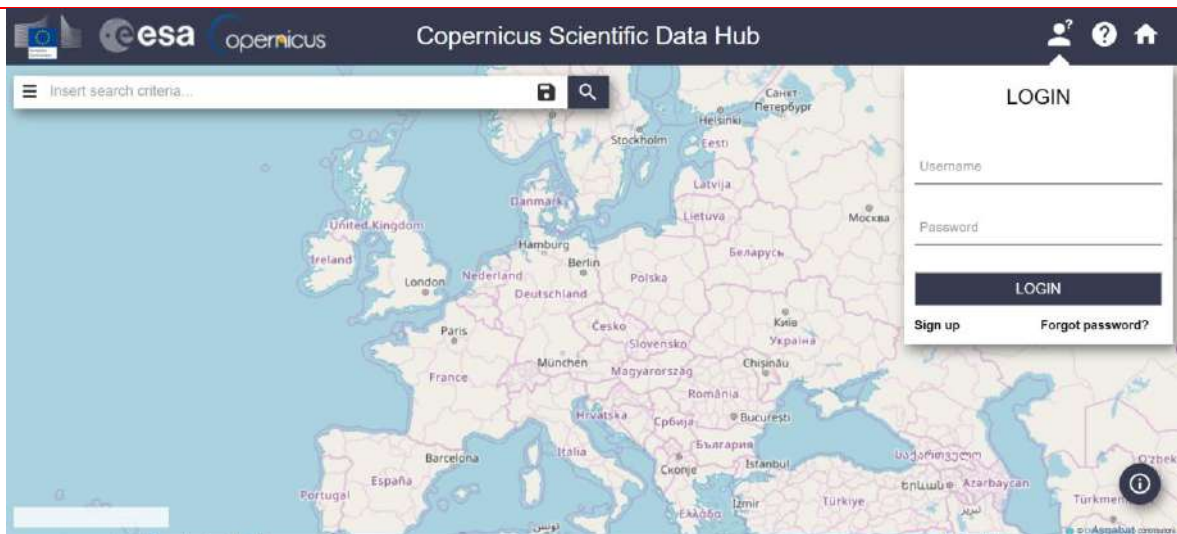 esa
opernicus
Copernicus Scientific Data Hub
?
?
Insert search criteria...
LOGIN
Username
Password
LOGIN
Sign up
Forgot password?
Санкт-
Петербург
Helsinki
Stockholm
Eesti
Latvija
Danmark
Lietuva
Москва
United Kingdom
Hamburg
Беларусь
Ireland
Berlin
London
Nederland
Polska
Deutschland
Київ
Paris
Česko
Україна
Slovensko
München
Chișinău
Magyarország
France
România
Hrvatska
Србија
București
България
Barcelona
Italia
Скопје
Istanbul
საქართველო
España
Azərbaycan
Portugal
İzmir
Türkiye
Ελλάδα
تونس